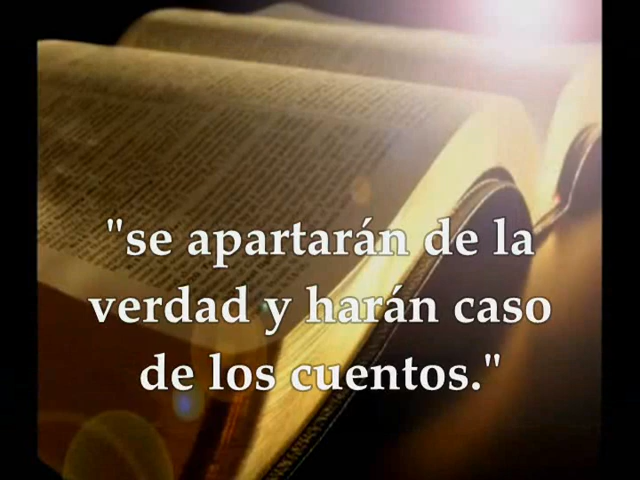 "se apartarán de la
verdad y harán caso
de los cuentos."